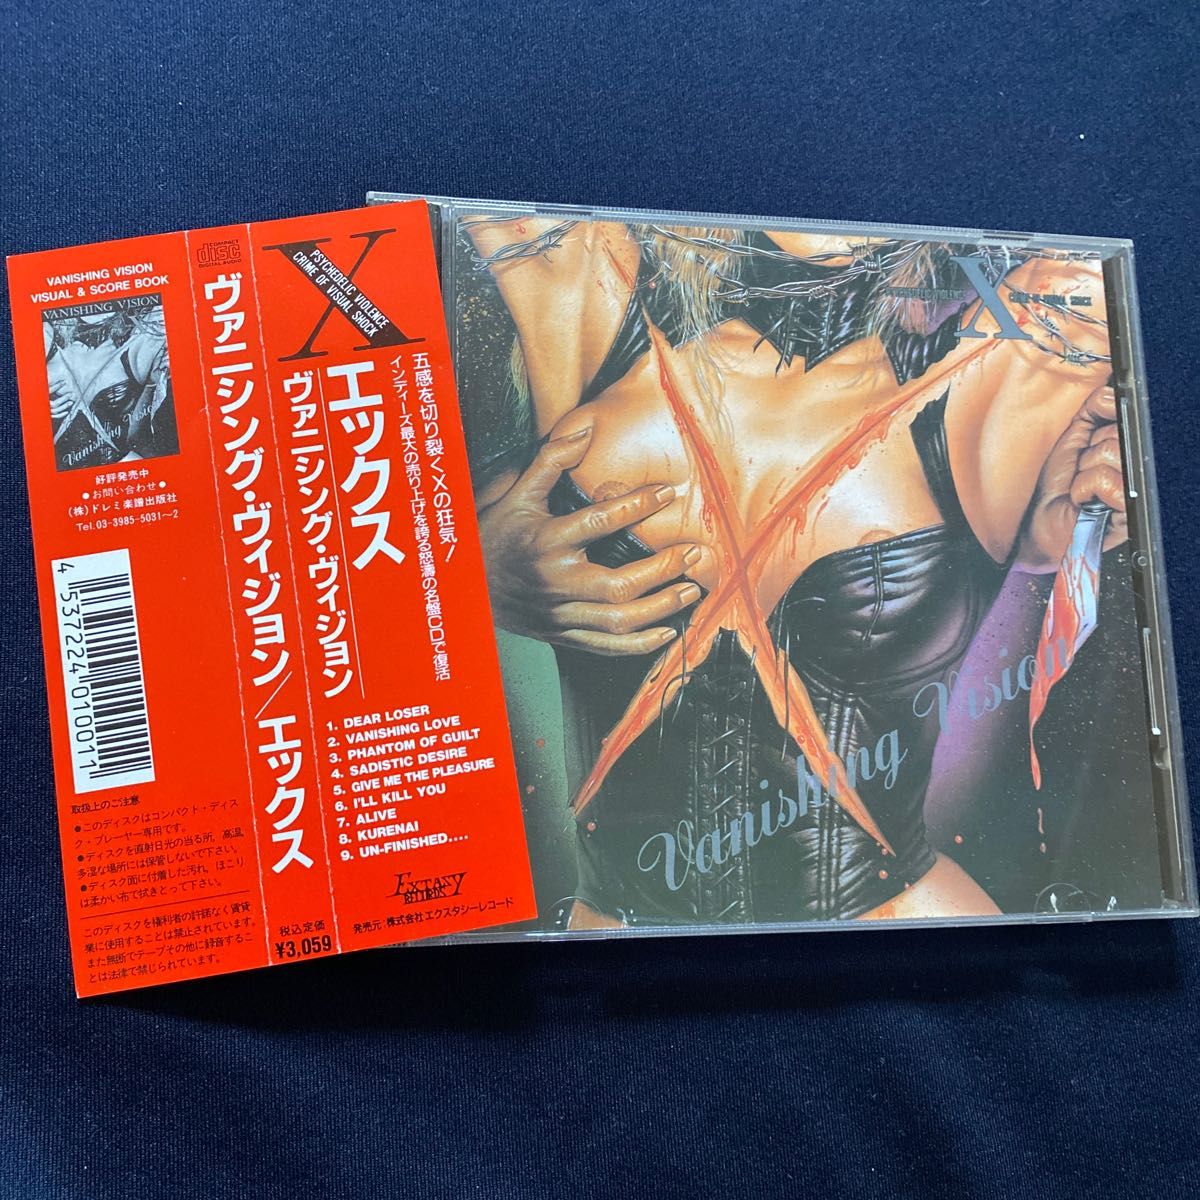 VANISHING VISION
VISUAL & SCORE BOOK
VANISHING VISION
Vanishing Vision
好評発売中
●お問い合わせ●
(株)ドレミ楽譜出版社
Tel.03-3985-5031〜2
4 537224 010011
取扱上のご注意
●このディスクはコンパクト・ディス
ク・プレーヤー専用です。
●ディスクを直射日光の当る所, 高温,
多湿な場所には保管しないで下さい。
●ディスク面に付着した汚れ, ほこり
は柔かい布で拭きとって下さい。
このディスクを権利者の許諾なく賃貸
業に使用することは禁止されています。
また無断でテープその他に録音するこ
とは法律で禁じられています。
COMPACT
disc
DIGITAL AUDIO
ヴァニシング・ヴィジョン/エックス
X
PSYCHEDELIC VIOLENCE
CRIME OF VISUAL SHOCK
エックス
ヴァニシング・ヴィジョン
税込定価
¥3,059
五感を切り裂くXの狂気!
インディーズ最大の売り上げを誇る怒濤の名盤CDで復活
1. DEAR LOSER
2. VANISHING LOVE
3. PHANTOM OF GUILT
4. SADISTIC DESIRE
5. GIVE ME THE PLEASURE
6. I'LL KILL YOU
7. ALIVE
8. KURENAI
9. UN-FINISHED....
EXTASY
RECORDS
発売元:株式会社エクスタシーレコード
PSYCHEDELIC VIOLENCE X CRIME OF VISUAL SHOCK
Vanishing Vision